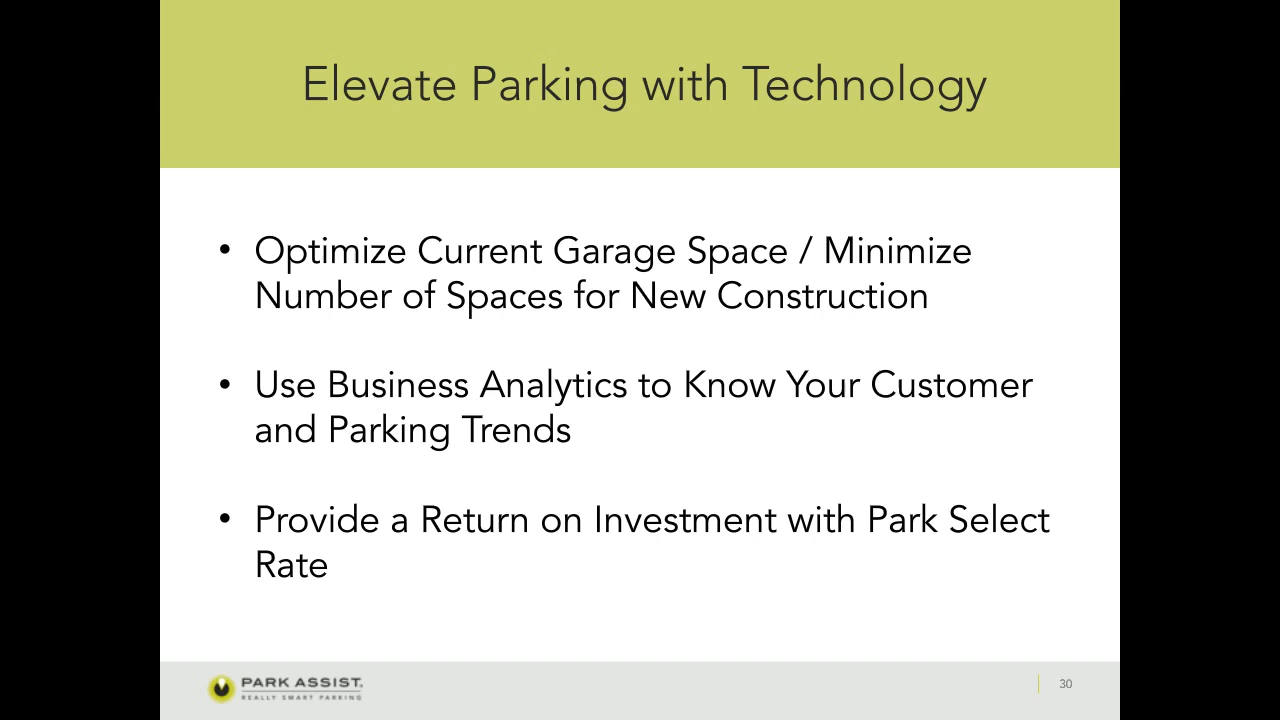 Elevate Parking with Technology
• Optimize Current Garage Space / Minimize
Number of Spaces for New Construction
• Use Business Analytics to Know Your Customer
and Parking Trends
• Provide a Return on Investment with Park Select
Rate
PARK ASSIST.
REALLY SMART PARKING
30